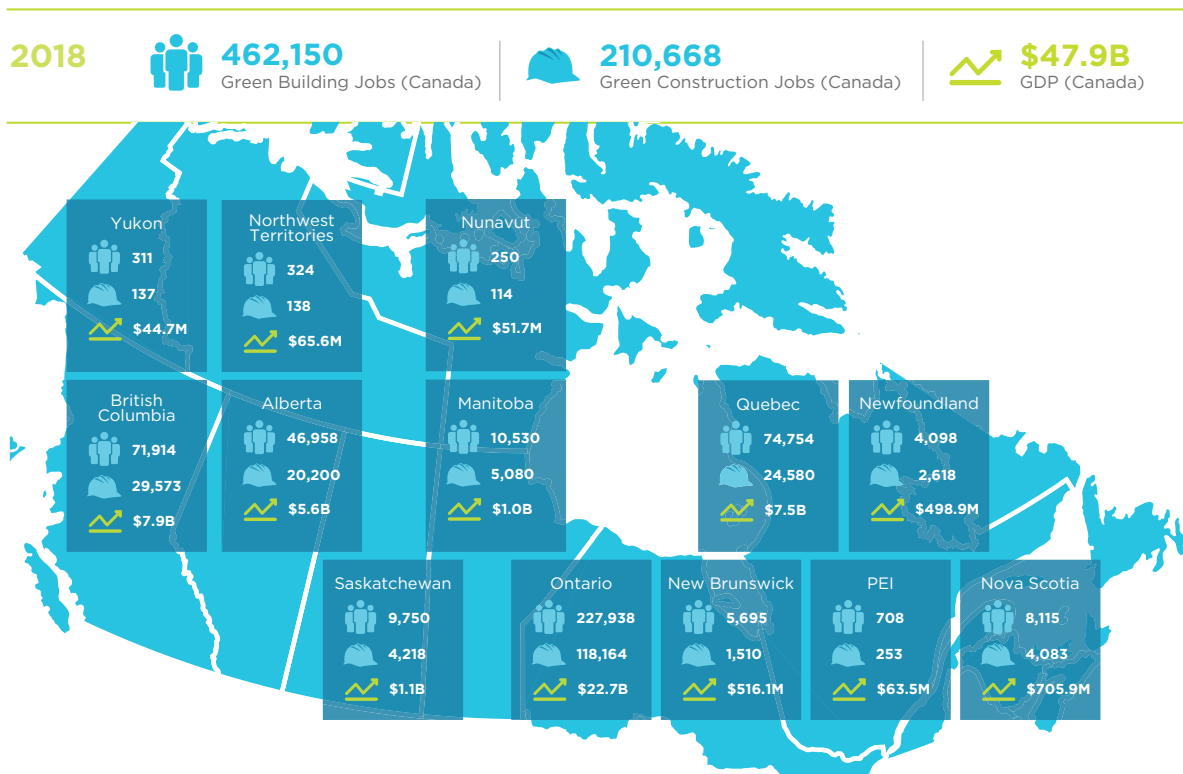 2018
462,150
Green Building Jobs (Canada)
210,668
Green Construction Jobs (Canada)
$47.9B
GDP (Canada)
Yukon
311
137
$44.7M
Northwest
Territories
324
138
$65.6M
Nunavut
250
114
$51.7M
British
Columbia
71,914
29,573
$7.9B
Alberta
46,958
20,200
$5.6B
Manitoba
10,530
5,080
$1.0B
Quebec
74,754
24,580
$7.5B
Newfoundland
4,098
2,618
$498.9M
Saskatchewan
9,750
4,218
$1.1B
Ontario
227,938
118,164
$22.7B
New Brunswick
5,695
1,510
$516.1M
PEI
708
253
$63.5M
Nova Scotia
8,115
4,083
$705.9M